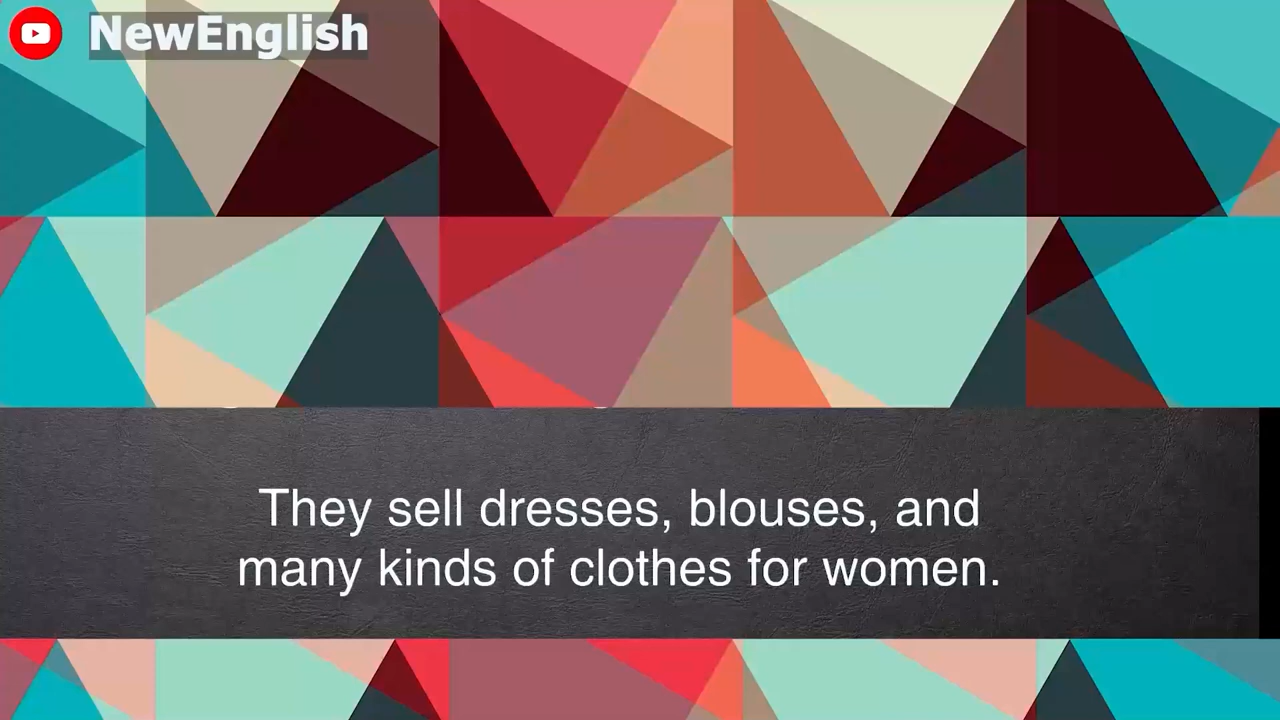 NewEnglish
They sell dresses, blouses, and
many kinds of clothes for women.